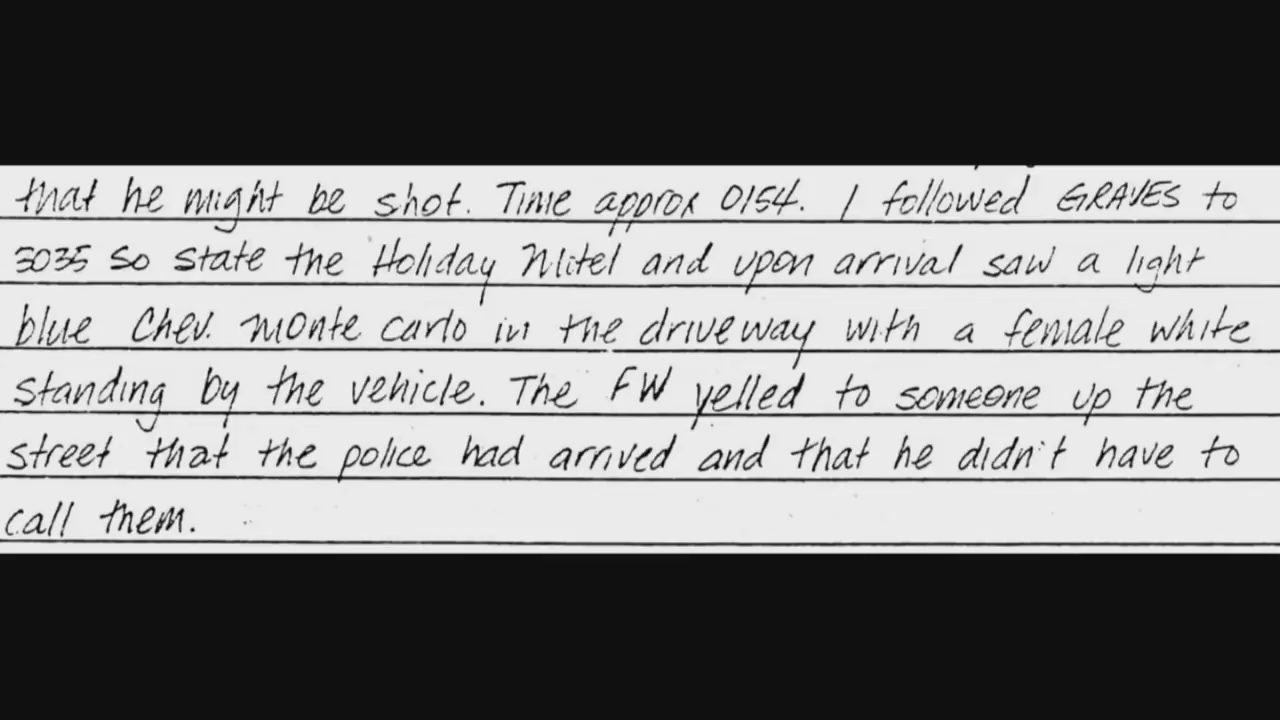 that he might be shot. Time approx 0154. I followed GRAVES to
3035 So State the Holiday Motel and upon arrival saw a light
blue Chev. Monte Carlo in the driveway with a female white
standing by the vehicle. The FW yelled to someone up the
street that the police had arrived and that he didn't have to
call them.